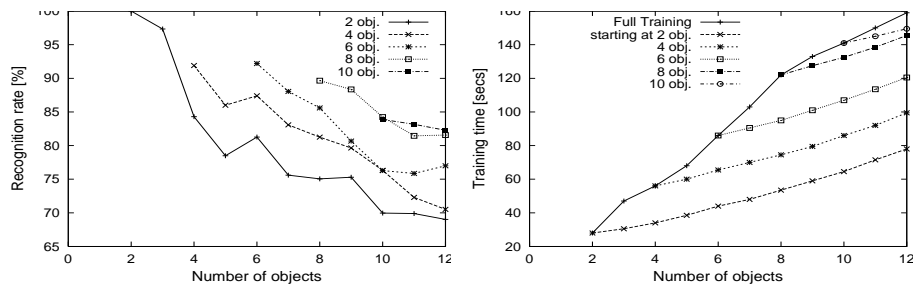 100
95
90
85
80
75
70
65
0
2
4
6
8
10
12
Recognition rate [%]
Number of objects
2 obj.
4 obj.
6 obj.
8 obj.
10 obj.
160
140
120
100
80
60
40
20
0
2
4
6
8
10
12
Training time [secs]
Number of objects
Full Training
starting at 2 obj.
4 obj.
6 obj.
8 obj.
10 obj.